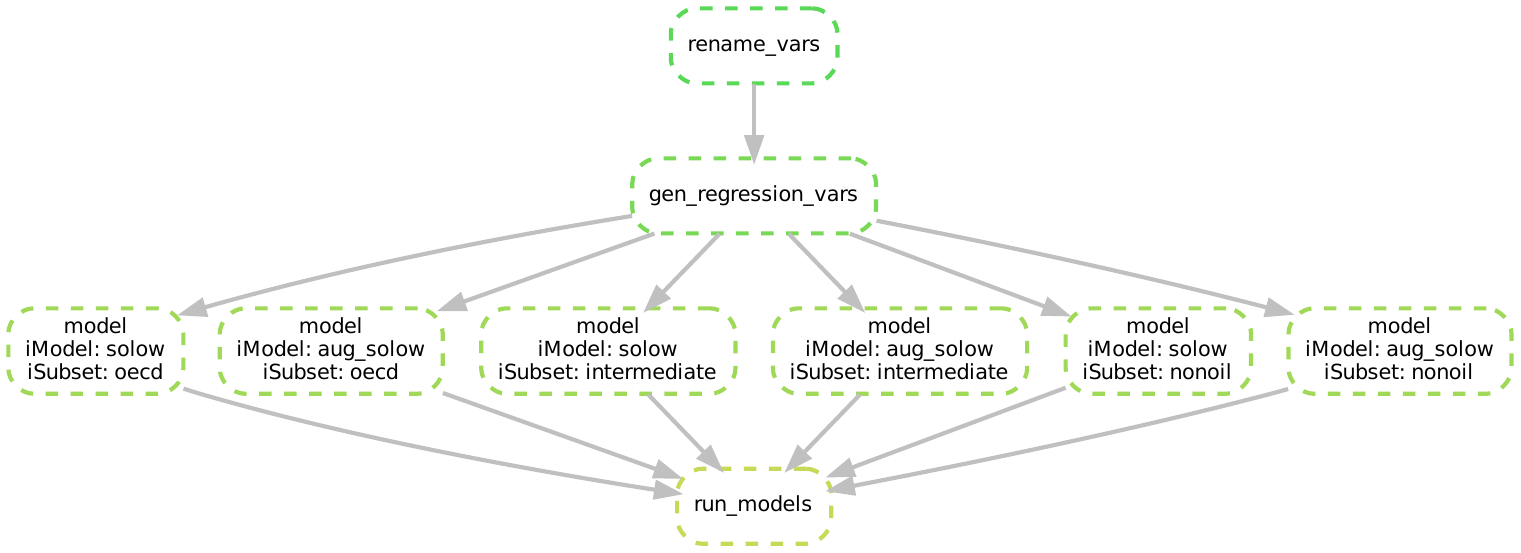 rename_vars
gen_regression_vars
model
iModel: solow
iSubset: oecd
model
iModel: aug_solow
iSubset: oecd
model
iModel: solow
iSubset: intermediate
model
iModel: aug_solow
iSubset: intermediate
model
iModel: solow
iSubset: nonoil
model
iModel: aug_solow
iSubset: nonoil
run_models